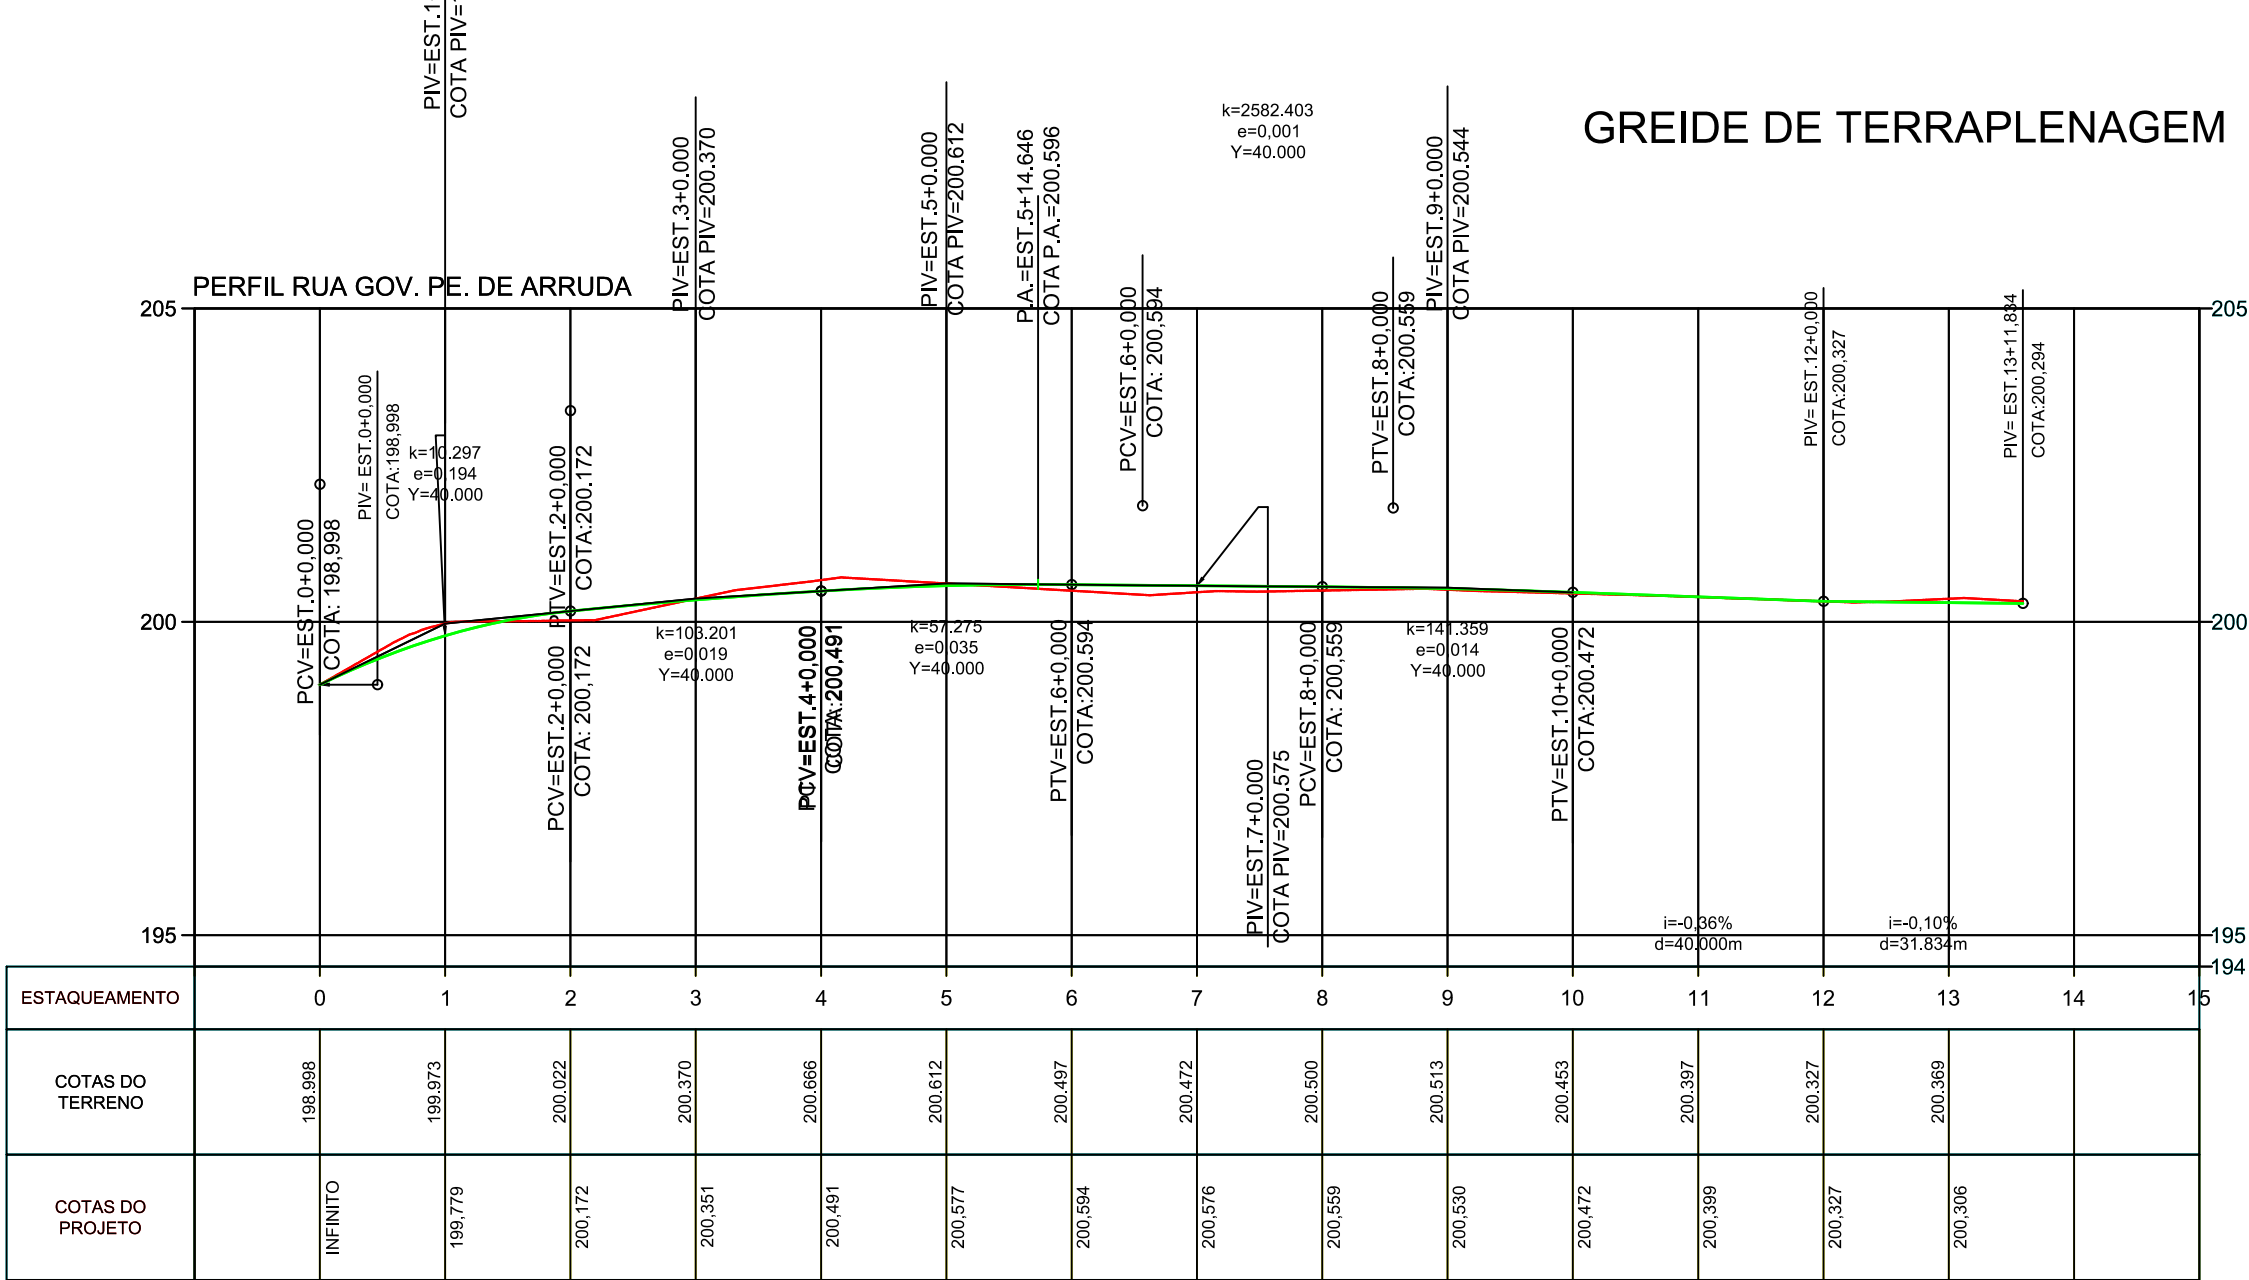 PIV=EST.1
COTA PIV=
GREIDE DE TERRAPLENAGEM
k=2582.403
e=0,001
Y=40.000
PIV=EST.3+0.000
COTA PIV=200.370
PIV=EST.5+0.000
COTA PIV=200.612
P.A.=EST.5+14.646
COTA P.A.=200.596
PIV=EST.9+0.000
COTA PIV=200.544
PERFIL RUA GOV. PE. DE ARRUDA
205
205
PCV=EST.6+0,000
COTA: 200,594
PTV=EST.8+0,000
COTA:200.559
PIV= EST.12+0,000
COTA:200,327
PIV= EST.13+11,834
COTA:200,294
PIV= EST.0+0,000
COTA:198,998
k=10.297
e=0,194
Y=40.000
PCV=EST.0+0,000
COTA: 198,998
PTV=EST.2+0,000
COTA:200.172
200
200
PCV=EST.2+0,000
COTA: 200,172
k=103.201
e=0,019
Y=40.000
PCV=EST.4+0,000
COTA:200.491
k=57.275
e=0,035
Y=40.000
PTV=EST.6+0,000
COTA:200.594
PIV=EST.7+0.000
COTA PIV=200.575
PCV=EST.8+0,000
COTA: 200,559
k=141.359
e=0,014
Y=40.000
PTV=EST.10+0,000
COTA:200.472
i=-0,36%
d=40.000m
i=-0,10%
d=31.834m
195
195
194
ESTAQUEAMENTO 0 1 2 3 4 5 6 7 8 9 10 11 12 13 14 15
COTAS DO
TERRENO
198.998 199.973 200.022 200.370 200.666 200.612 200.497 200.472 200.500 200.513 200.453 200.397 200.327 200.369
COTAS DO
PROJETO
INFINITO 199,779 200,172 200,351 200,491 200,577 200,594 200,576 200,559 200,530 200,472 200,399 200,327 200,306